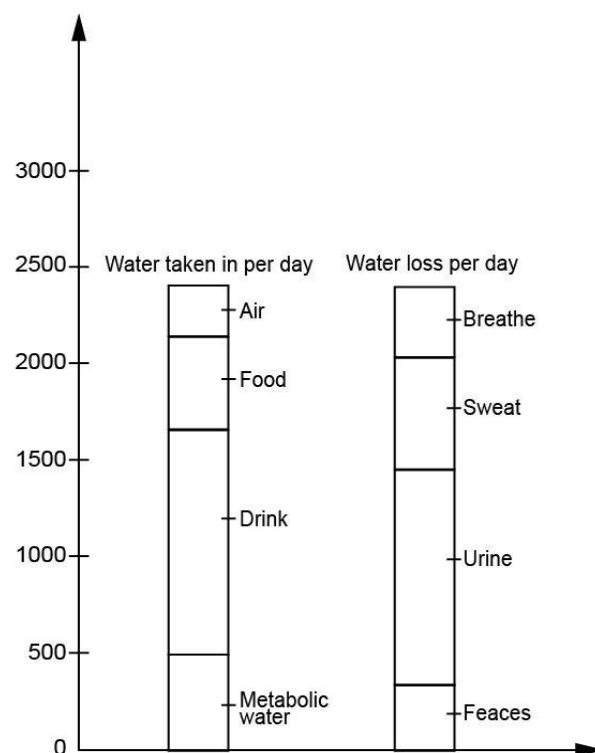 3000
2500
2000
1500
1000
500
0
Water taken in per day
Air
Food
Drink
Metabolic
water
Water loss per day
Breathe
Sweat
Urine
Feaces